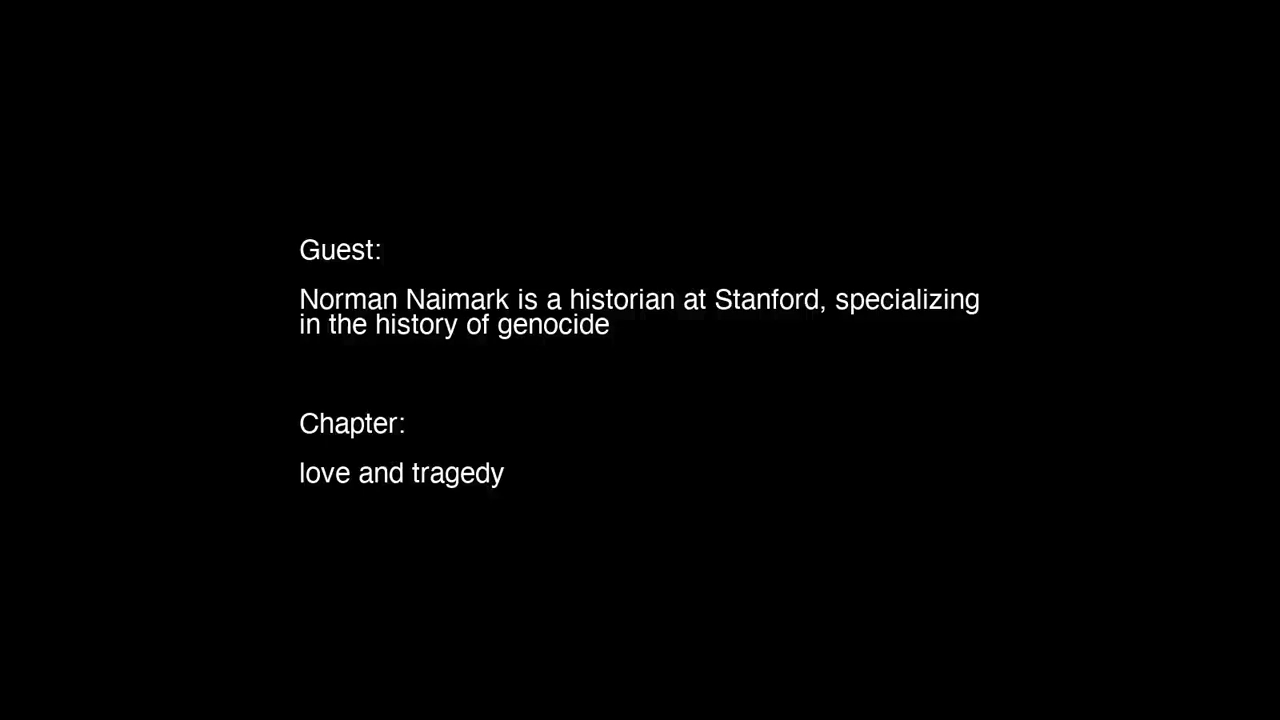 Guest:
Norman Naimark is a historian at Stanford, specializing
in the history of genocide
Chapter:
love and tragedy